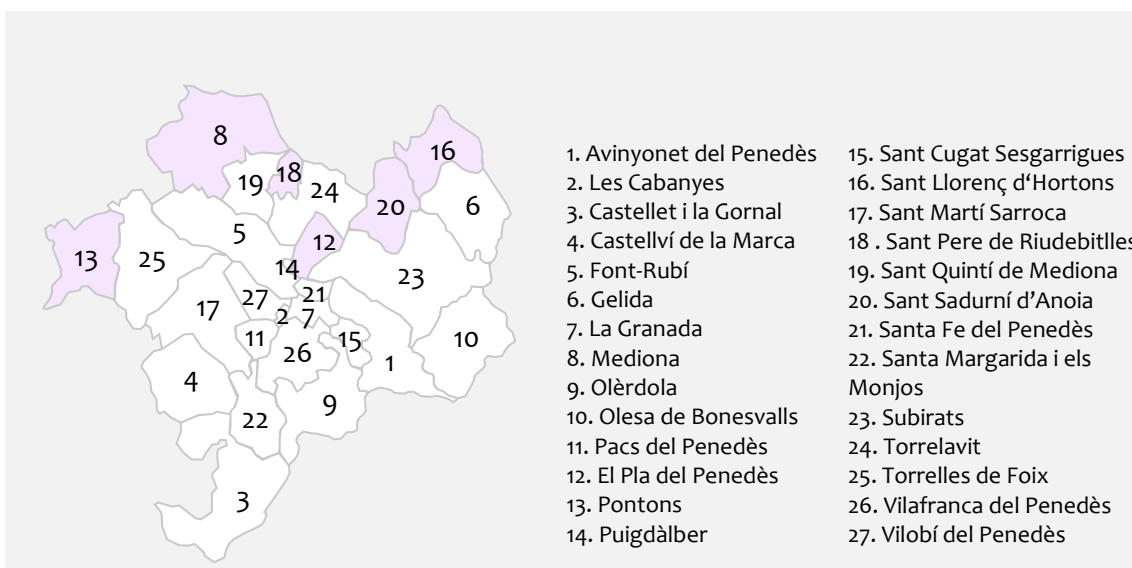 8
16
18
19
24
20
6
12
5
13
25
14
23
21
27
17
2
7
15
11
10
26
1
4
9
22
3
1. Avinyonet del Penedès
2. Les Cabanyes
3. Castellet i la Gornal
4. Castellví de la Marca
5. Font-Rubí
6. Gelida
7. La Granada
8. Mediona
9. Olèrdola
10. Olesa de Bonesvalls
11. Pacs del Penedès
12. El Pla del Penedès
13. Pontons
14. Puigdàlber
15. Sant Cugat Sesgarrigues
16. Sant Llorenç d‘Hortons
17. Sant Martí Sarroca
18 . Sant Pere de Riudebitlles
19. Sant Quintí de Mediona
20. Sant Sadurní d’Anoia
21. Santa Fe del Penedès
22. Santa Margarida i els
Monjos
23. Subirats
24. Torrelavit
25. Torrelles de Foix
26. Vilafranca del Penedès
27. Vilobí del Penedès